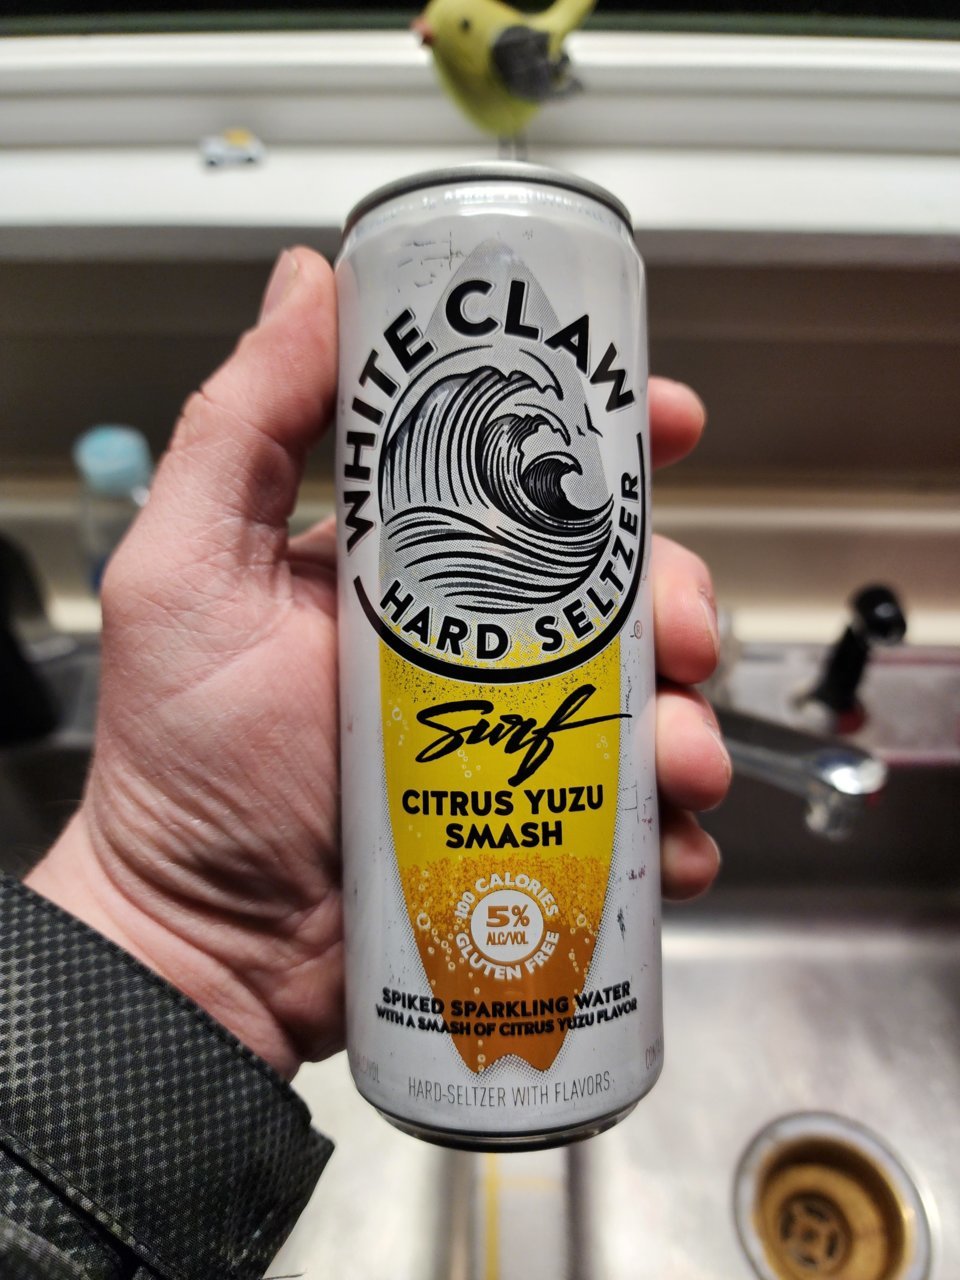 WHITE CLAW
HARD SELTZER
Surf
CITRUS YUZU
SMASH
100 CALORIES
5%
ALC/VOL
GLUTEN FREE
SPIKED SPARKLING WATER
WITH A SMASH OF CITRUS YUZU FLAVOR
HARD-SELTZER WITH FLAVORS